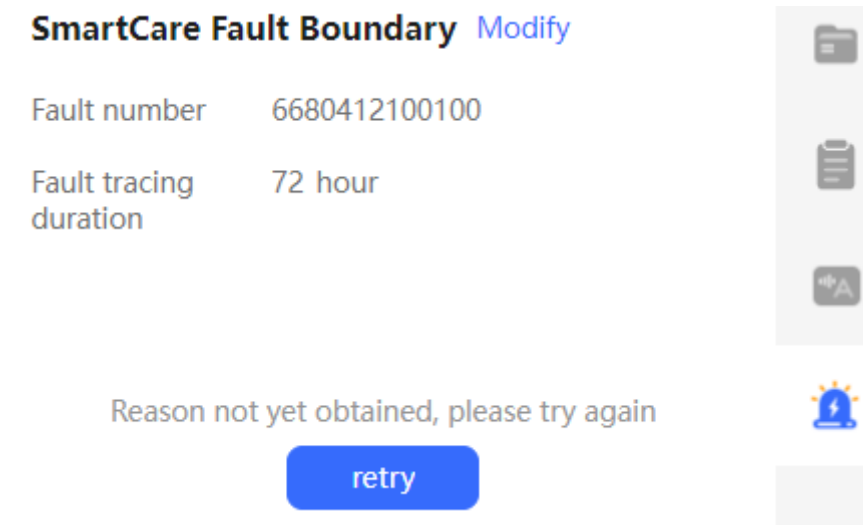 SmartCare Fault Boundary Modify
Fault number 6680412100100
Fault tracing duration 72 hour
Reason not yet obtained, please try again
retry
A